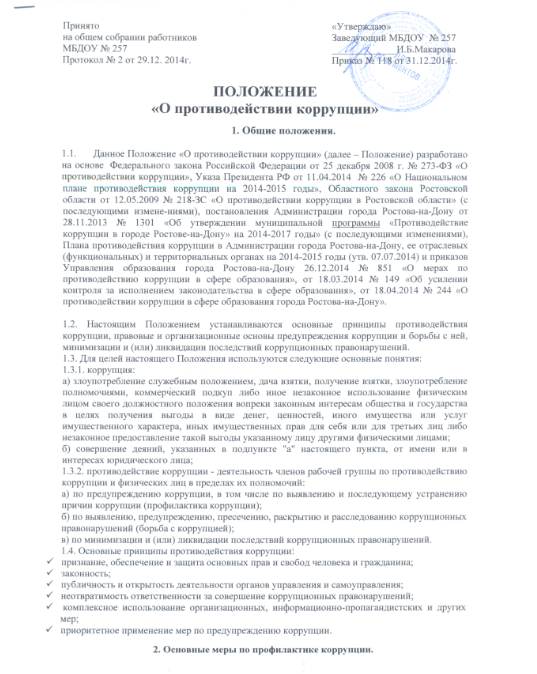 Принято
на общем собрании работников
МБДОУ № 257
Протокол № 2 от 29.12. 2014г.
«Утверждаю»
Заведующий МБДОУ № 257
И.Б.Макарова
Приказ № 118 от 31.12.2014г.
ПОЛОЖЕНИЕ
«О противодействии коррупции»
1. Общие положения.
1.1. Данное Положение «О противодействии коррупции» (далее – Положение) разработано
на основе Федерального закона Российской Федерации от 25 декабря 2008 г. № 273-ФЗ «О
противодействии коррупции», Указа Президента РФ от 11.04.2014 № 226 «О Национальном
плане противодействия коррупции на 2014-2015 годы», Областного закона Ростовской
области от 12.05.2009 № 218-ЗС «О противодействии коррупции в Ростовской области» (с
последующими измене-ниями), постановления Администрации города Ростова-на-Дону от
28.11.2013 № 1301 «Об утверждении муниципальной программы «Противодействие
коррупции в городе Ростове-на-Дону» на 2014-2017 годы» (с последующими изменениями),
Плана противодействия коррупции в Администрации города Ростова-на-Дону, ее отраслевых
(функциональных) и территориальных органах на 2014-2015 годы (утв. 07.07.2014) и приказов
Управления образования города Ростова-на-Дону 26.12.2014 № 851 «О мерах по
противодействию коррупции в сфере образования», от 18.03.2014 № 149 «Об усилении
контроля за исполнением законодательства в сфере образования», от 18.04.2014 № 244 «О
противодействии коррупции в сфере образования города Ростова-на-Дону».
1.2. Настоящим Положением устанавливаются основные принципы противодействия
коррупции, правовые и организационные основы предупреждения коррупции и борьбы с ней,
минимизации и (или) ликвидации последствий коррупционных правонарушений.
1.3. Для целей настоящего Положения используются следующие основные понятия:
1.3.1. коррупция:
а) злоупотребление служебным положением, дача взятки, получение взятки, злоупотребление
полномочиями, коммерческий подкуп либо иное незаконное использование физическим
лицом своего должностного положения вопреки законным интересам общества и государства
в целях получения выгоды в виде денег, ценностей, иного имущества или услуг
имущественного характера, иных имущественных прав для себя или для третьих лиц либо
незаконное предоставление такой выгоды указанному лицу другими физическими лицами;
б) совершение деяний, указанных в подпункте "а" настоящего пункта, от имени или в
интересах юридического лица;
1.3.2. противодействие коррупции - деятельность членов рабочей группы по противодействию
коррупции и физических лиц в пределах их полномочий:
а) по предупреждению коррупции, в том числе по выявлению и последующему устранению
причин коррупции (профилактика коррупции);
б) по выявлению, предупреждению, пресечению, раскрытию и расследованию коррупционных
правонарушений (борьба с коррупцией);
в) по минимизации и (или) ликвидации последствий коррупционных правонарушений.
1.4. Основные принципы противодействия коррупции:
✓ признание, обеспечение и защита основных прав и свобод человека и гражданина;
✓ законность;
✓ публичность и открытость деятельности органов управления и самоуправления;
✓ неотвратимость ответственности за совершение коррупционных правонарушений;
✓ комплексное использование организационных, информационно-пропагандистских и других
мер;
✓ приоритетное применение мер по предупреждению коррупции.
2. Основные меры по профилактике коррупции.